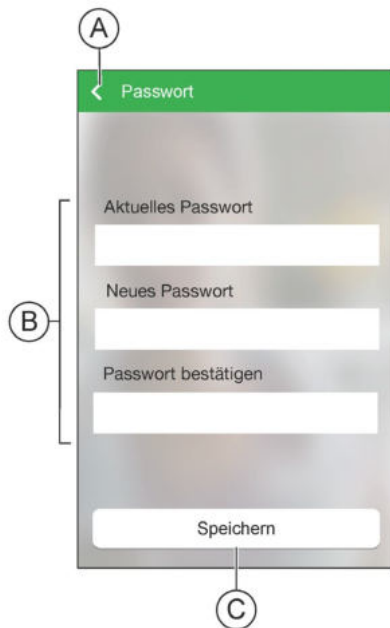 A
Passwort
Aktuelles Passwort
Neues Passwort
B
Passwort bestätigen
Speichern
C